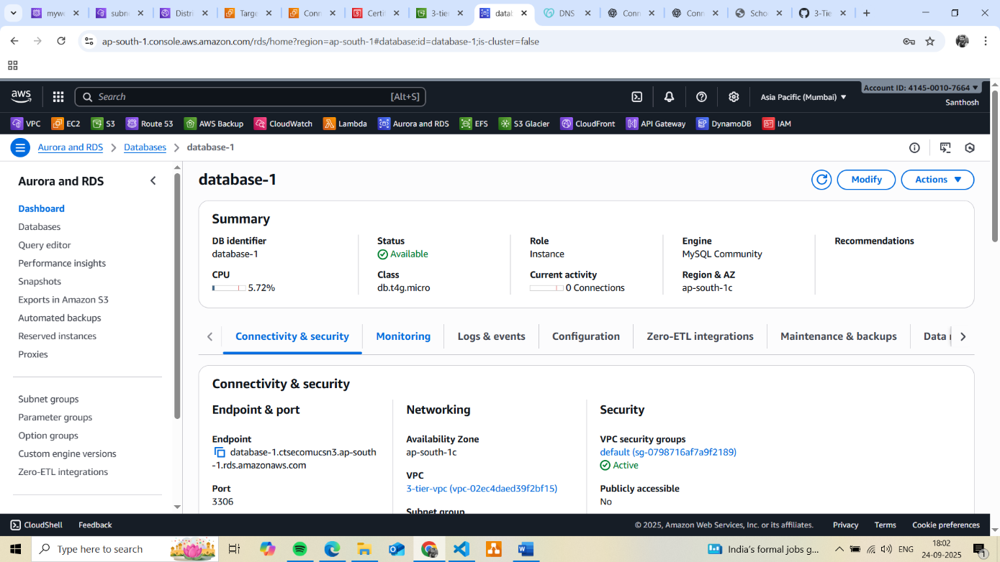 mywe
subne
Distri
Targe
Conn
Certif
3-tier
datab
DNS
Conn
Conn
Scho
3-Tie
ap-south-1.console.aws.amazon.com/rds/home?region=ap-south-1#database:id=database-1;is-cluster=false
aws
Search
[Alt+S]
Asia Pacific (Mumbai) ▼
Account ID: 4145-0010-7664 ▼
Santhosh
VPC
EC2
S3
Route 53
AWS Backup
CloudWatch
Lambda
Aurora and RDS
EFS
S3 Glacier
CloudFront
API Gateway
DynamoDB
IAM
Aurora and RDS > Databases > database-1
Aurora and RDS
Dashboard
Databases
Query editor
Performance insights
Snapshots
Exports in Amazon S3
Automated backups
Reserved instances
Proxies
Subnet groups
Parameter groups
Option groups
Custom engine versions
Zero-ETL integrations
database-1
Modify
Actions ▼
Summary
DB identifier
database-1
Status
Available
Role
Instance
Engine
MySQL Community
Recommendations
CPU
5.72%
Class
db.t4g.micro
Current activity
0 Connections
Region & AZ
ap-south-1c
Connectivity & security
Monitoring
Logs & events
Configuration
Zero-ETL integrations
Maintenance & backups
Data
Connectivity & security
Endpoint & port
Endpoint
database-1.ctsecomucsn3.ap-south
-1.rds.amazonaws.com
Port
3306
Networking
Availability Zone
ap-south-1c
VPC
3-tier-vpc (vpc-02ec4daed39f2bf15)
Subnet group
Security
VPC security groups
default (sg-0798716af7a9f2189)
Active
Publicly accessible
No
CloudShell
Feedback
© 2025, Amazon Web Services, Inc. or its affiliates.
Privacy
Terms
Cookie preferences
Type here to search
India's formal jobs g...
ENG
18:02
24-09-2025
1